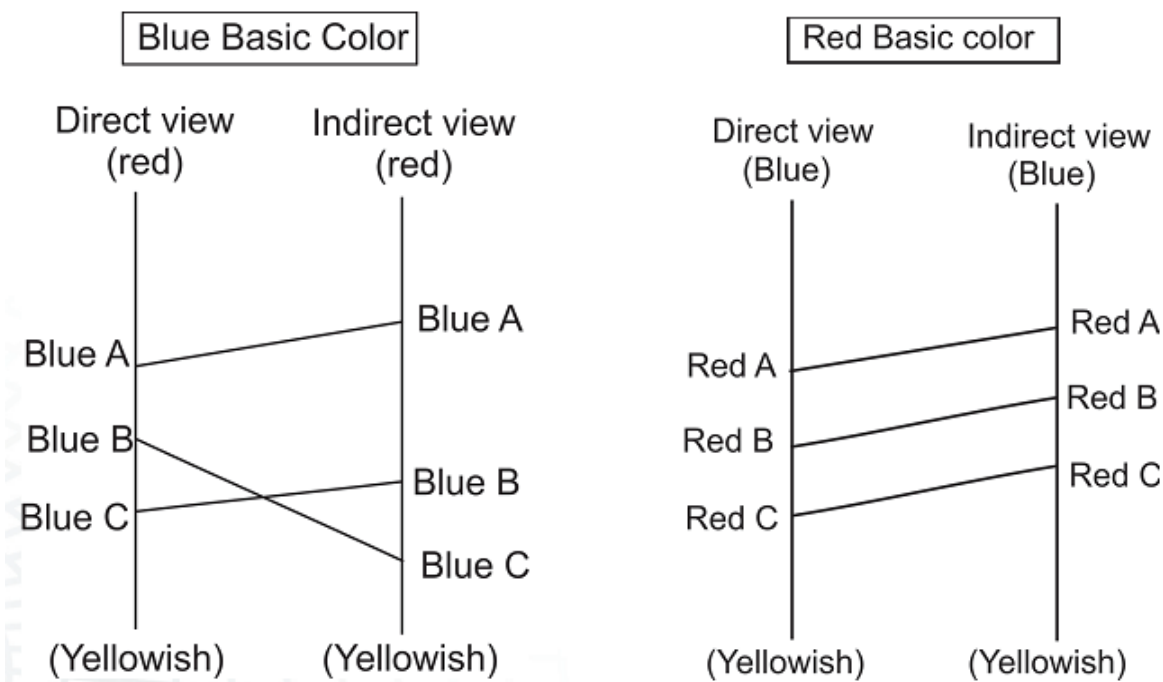 Blue Basic Color
Direct view
(red)
Indirect view
(red)
Blue A
Blue B
Blue C
Blue A
Blue B
Blue C
(Yellowish)
(Yellowish)
Red Basic color
Direct view
(Blue)
Indirect view
(Blue)
Red A
Red B
Red C
Red A
Red B
Red C
(Yellowish)
(Yellowish)